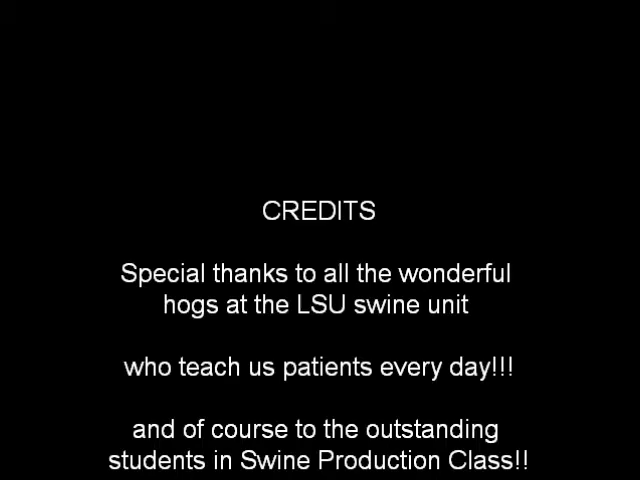 CREDITS
Special thanks to all the wonderful
hogs at the LSU swine unit
who teach us patients every day!!!
and of course to the outstanding
students in Swine Production Class!!